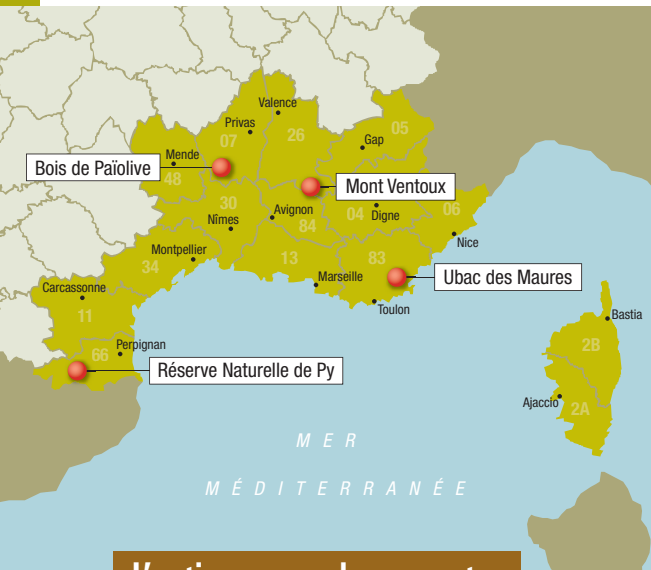 Valence
Privas
07
26
05
Gap
Mende
Bois de Païolive
48
Mont Ventoux
30
Avignon
04
Digne
06
Nîmes
84
Nice
Montpellier
34
13
83
Carcassonne
Marseille
Ubac des Maures
Toulon
11
Bastia
Perpignan
66
2B
Réserve Naturelle de Py
Ajaccio
2A
MER
MÉDITERRANÉE